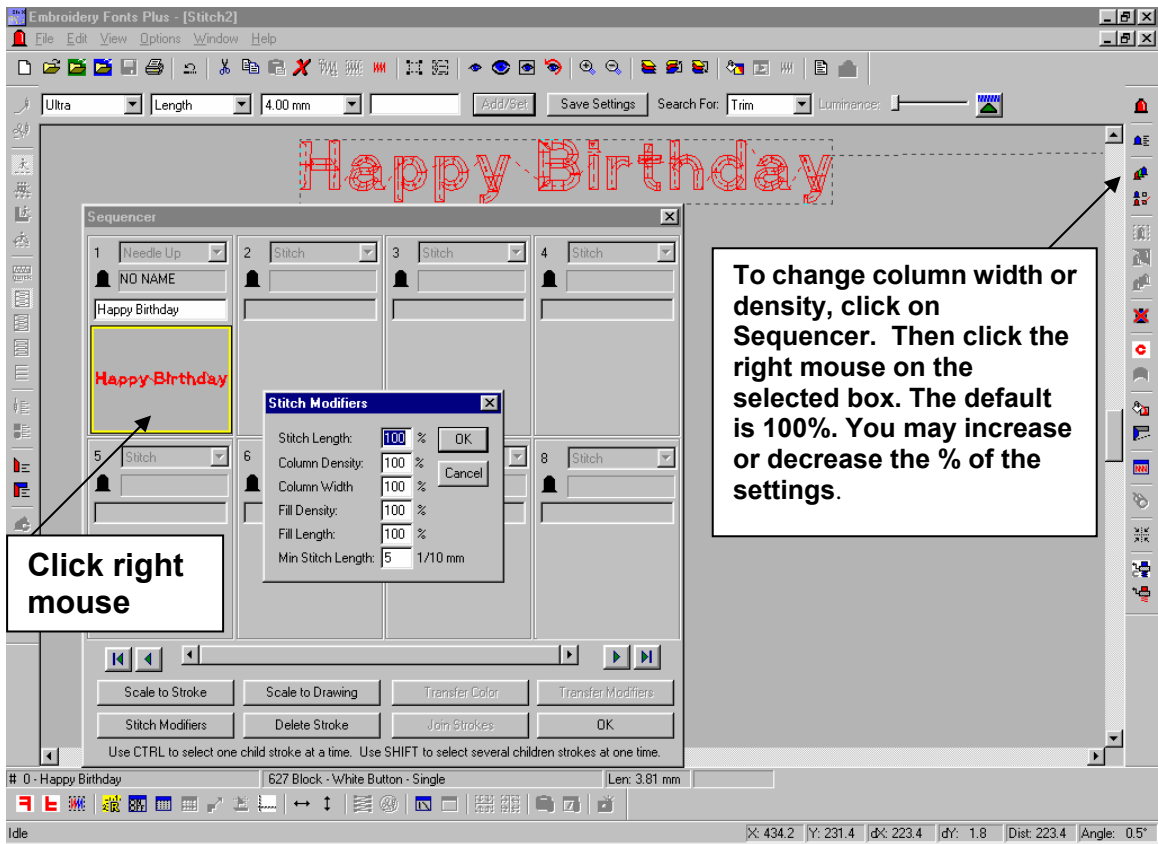 Embroidery Fonts Plus - [Stitch2]
File Edit View Options Window Help
Ultra Length 4.00 mm Add/Set Save Settings Search For: Trim Luminance:
Happy Birthday
Sequencer
1 Needle Up 2 Stitch 3 Stitch 4 Stitch
NO NAME
Happy Birthday
Happy Birthday
To change column width or
density, click on
Sequencer. Then click the
right mouse on the
selected box. The default
is 100%. You may increase
or decrease the % of the
settings.
Stitch Modifiers
Stitch Length: 100 % OK
Column Density: 100 % Cancel
Column Width 100 %
Fill Density: 100 %
Fill Length: 100 %
Min Stitch Length: 5 1/10 mm
5 Stitch 6 8 Stitch
Click right
mouse
Scale to Stroke Scale to Drawing Transfer Color Transfer Modifiers
Stitch Modifiers Delete Stroke Join Strokes OK
Use CTRL to select one child stroke at a time. Use SHIFT to select several children strokes at one time.
# 0 - Happy Birthday 627 Block - White Button - Single Len: 3.81 mm
Idle X: 434.2 Y: 231.4 dX: 223.4 dY: 1.8 Dist: 223.4 Angle: 0.5°